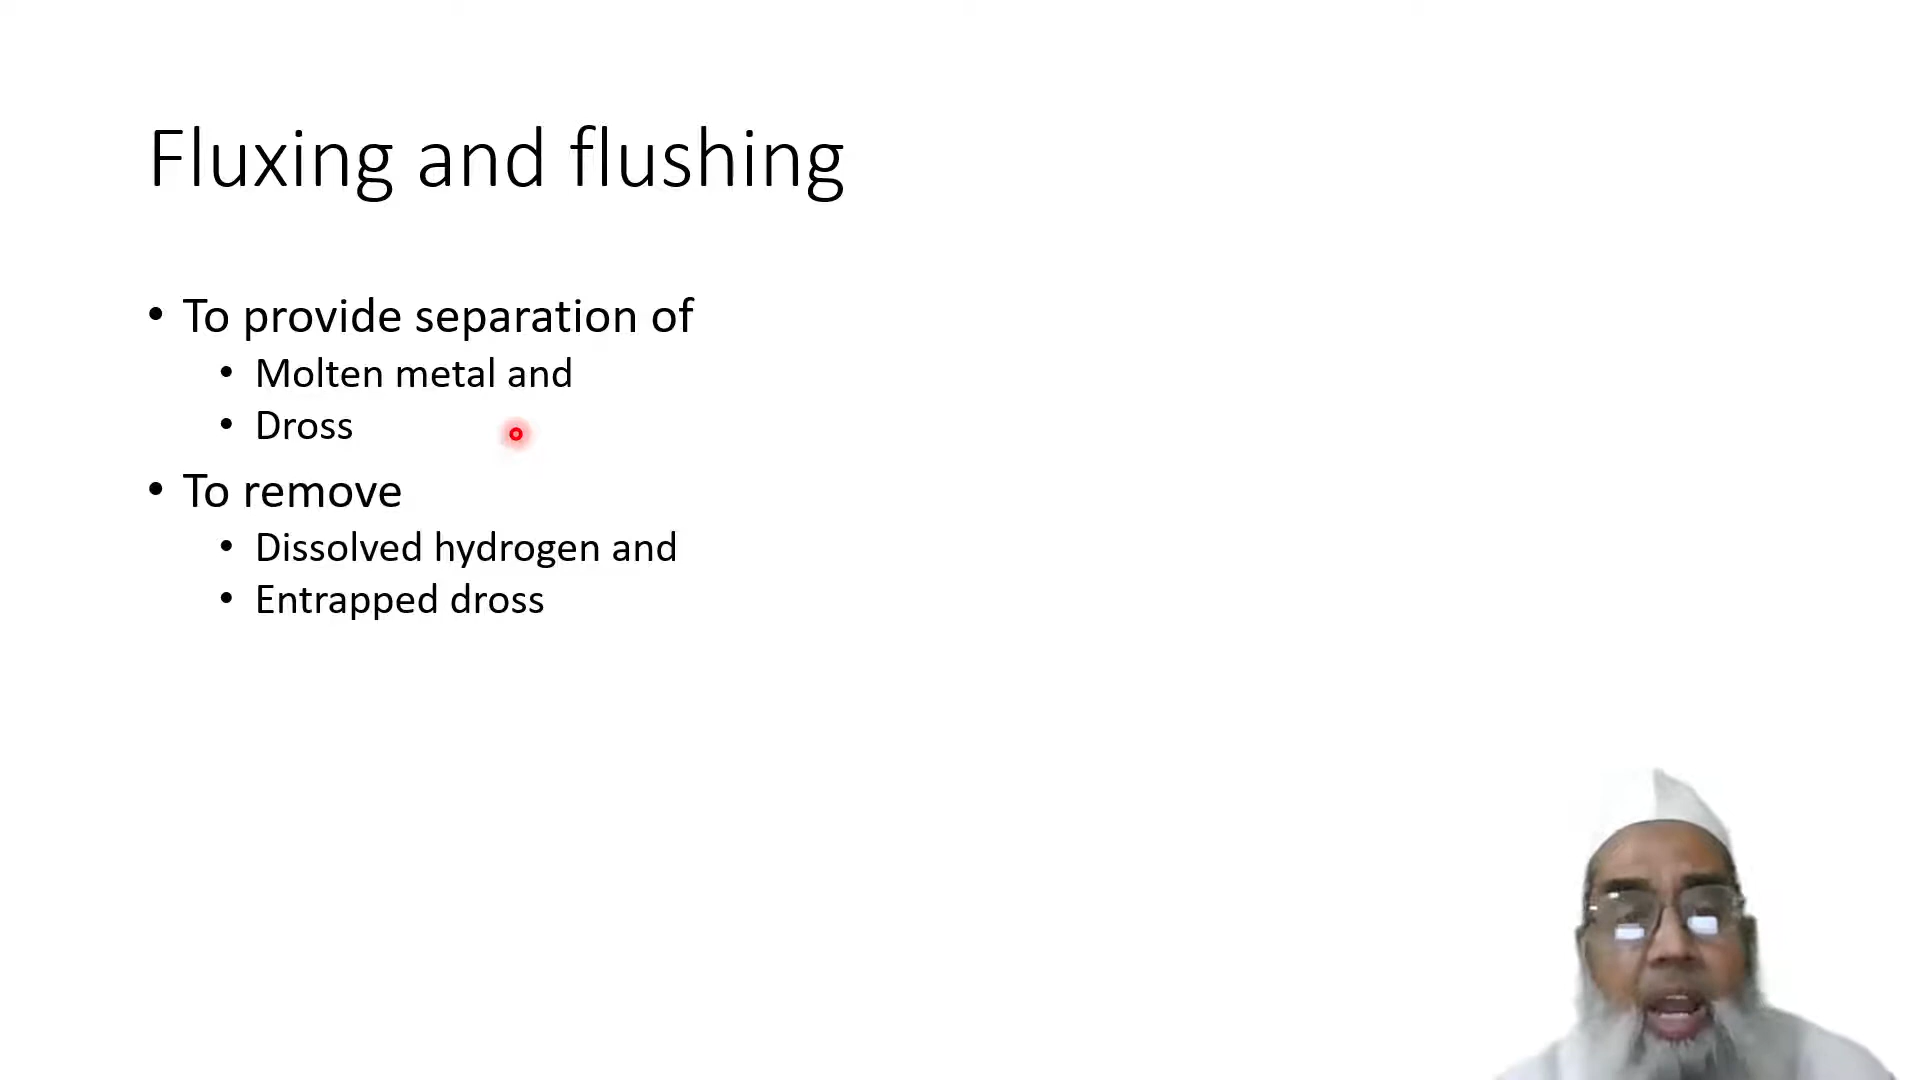 Fluxing and flushing
• To provide separation of
• Molten metal and
• Dross
• To remove
• Dissolved hydrogen and
• Entrapped dross